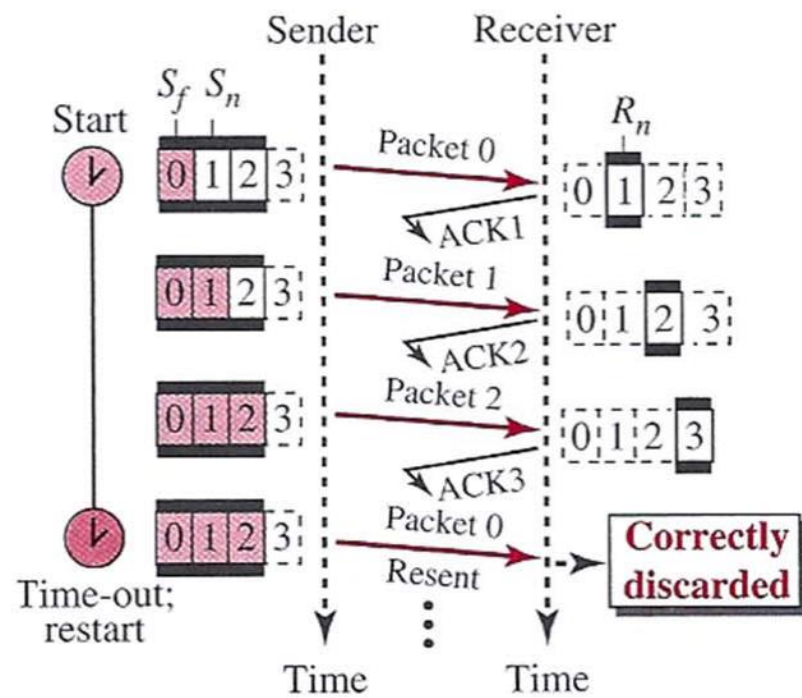 Sender Receiver
Start
Sf Sn
Rn
0 1 2 3
Packet 0
0 1 2 3
ACK1
0 1 2 3
Packet 1
0 1 2 3
ACK2
0 1 2 3
Packet 2
0 1 2 3
ACK3
0 1 2 3
Packet 0
Resent
Correctly
discarded
Time-out;
restart
Time Time